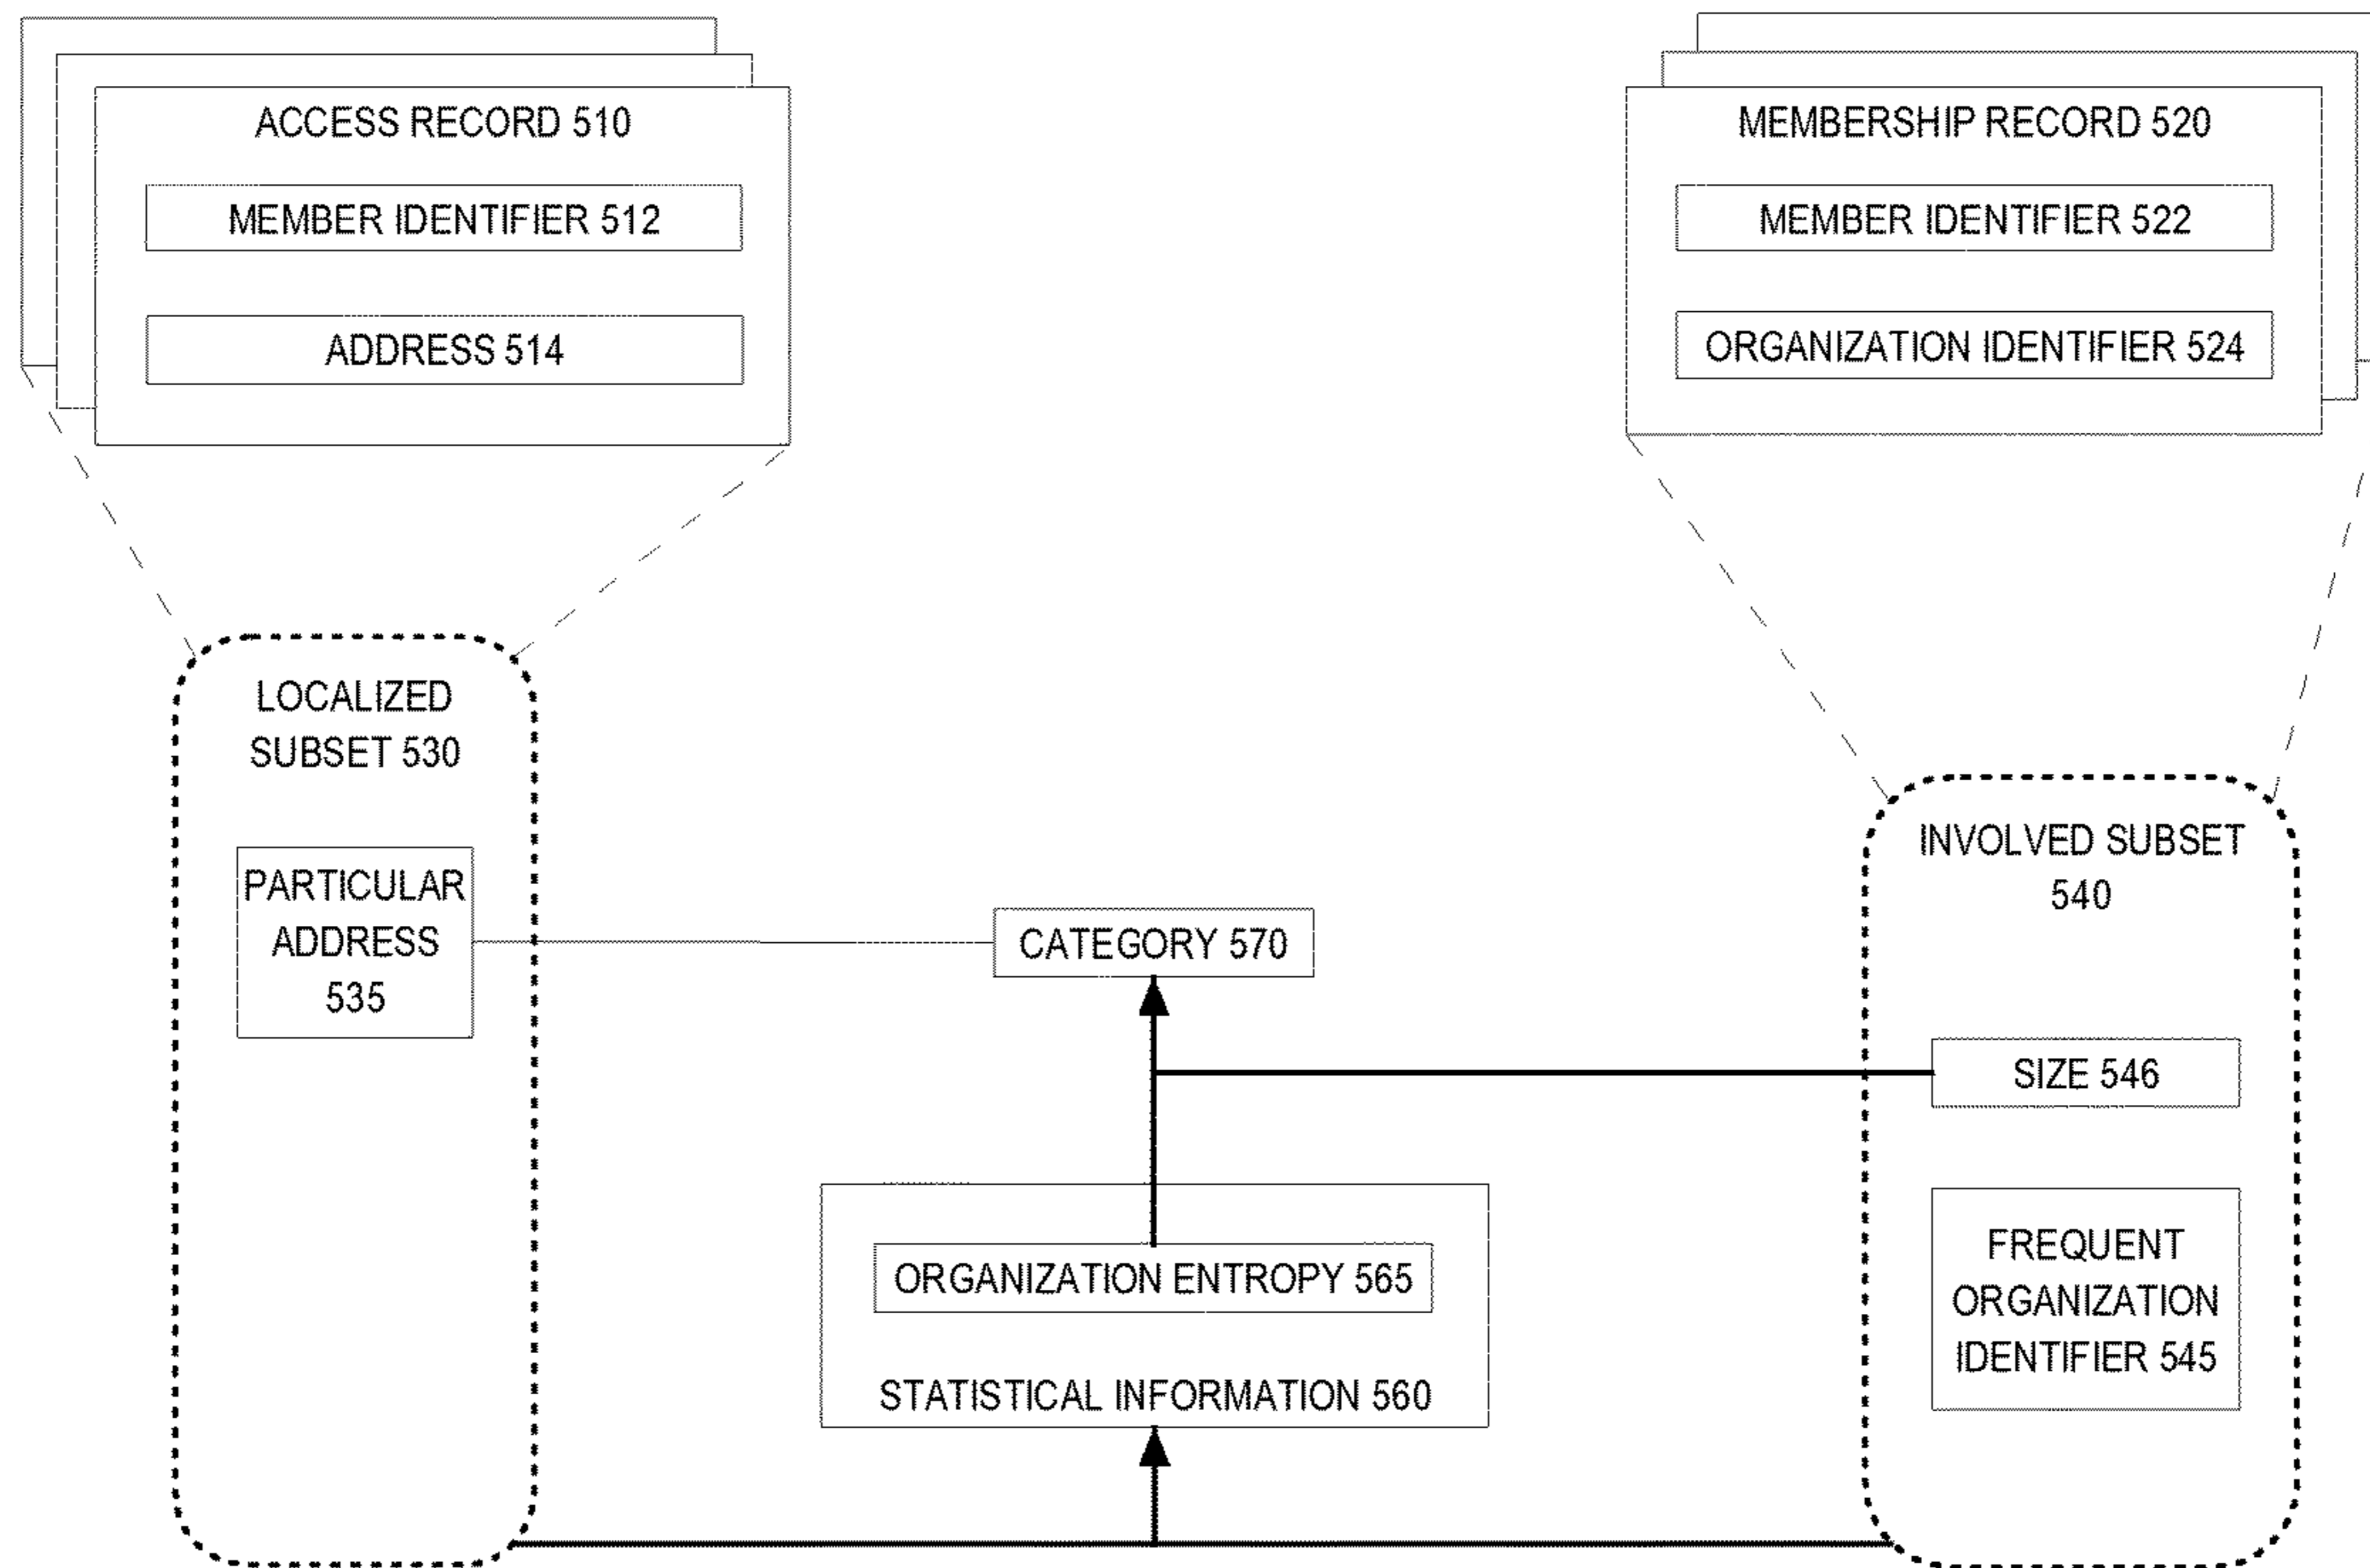 ACCESS RECORD 510
MEMBER IDENTIFIER 512
ADDRESS 514
MEMBERSHIP RECORD 520
MEMBER IDENTIFIER 522
ORGANIZATION IDENTIFIER 524
LOCALIZED
SUBSET 530
PARTICULAR
ADDRESS
535
CATEGORY 570
INVOLVED SUBSET
540
SIZE 546
FREQUENT
ORGANIZATION
IDENTIFIER 545
ORGANIZATION ENTROPY 565
STATISTICAL INFORMATION 560